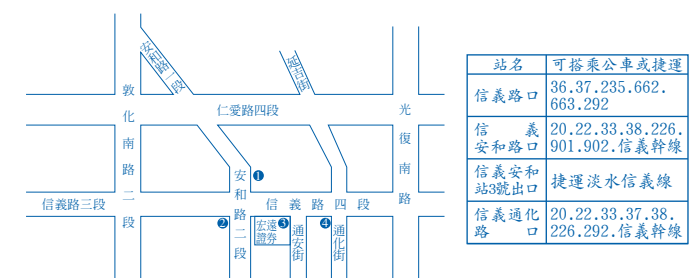 安和路一段
延吉街
敦化南路二段
仁愛路四段
光復南路
❶
安和路二段
信義路三段
信義路四段
❷
宏遠
證券
❸
通安街
❹
通化街
站名 可搭乘公車或捷運
信義路口 36.37.235.662.
663.292
信義
安和路口 20.22.33.38.226.
901.902.信義幹線
信義安和
站3號出口 捷運淡水信義線
信義通化
路口 20.22.33.37.38.
226.292.信義幹線